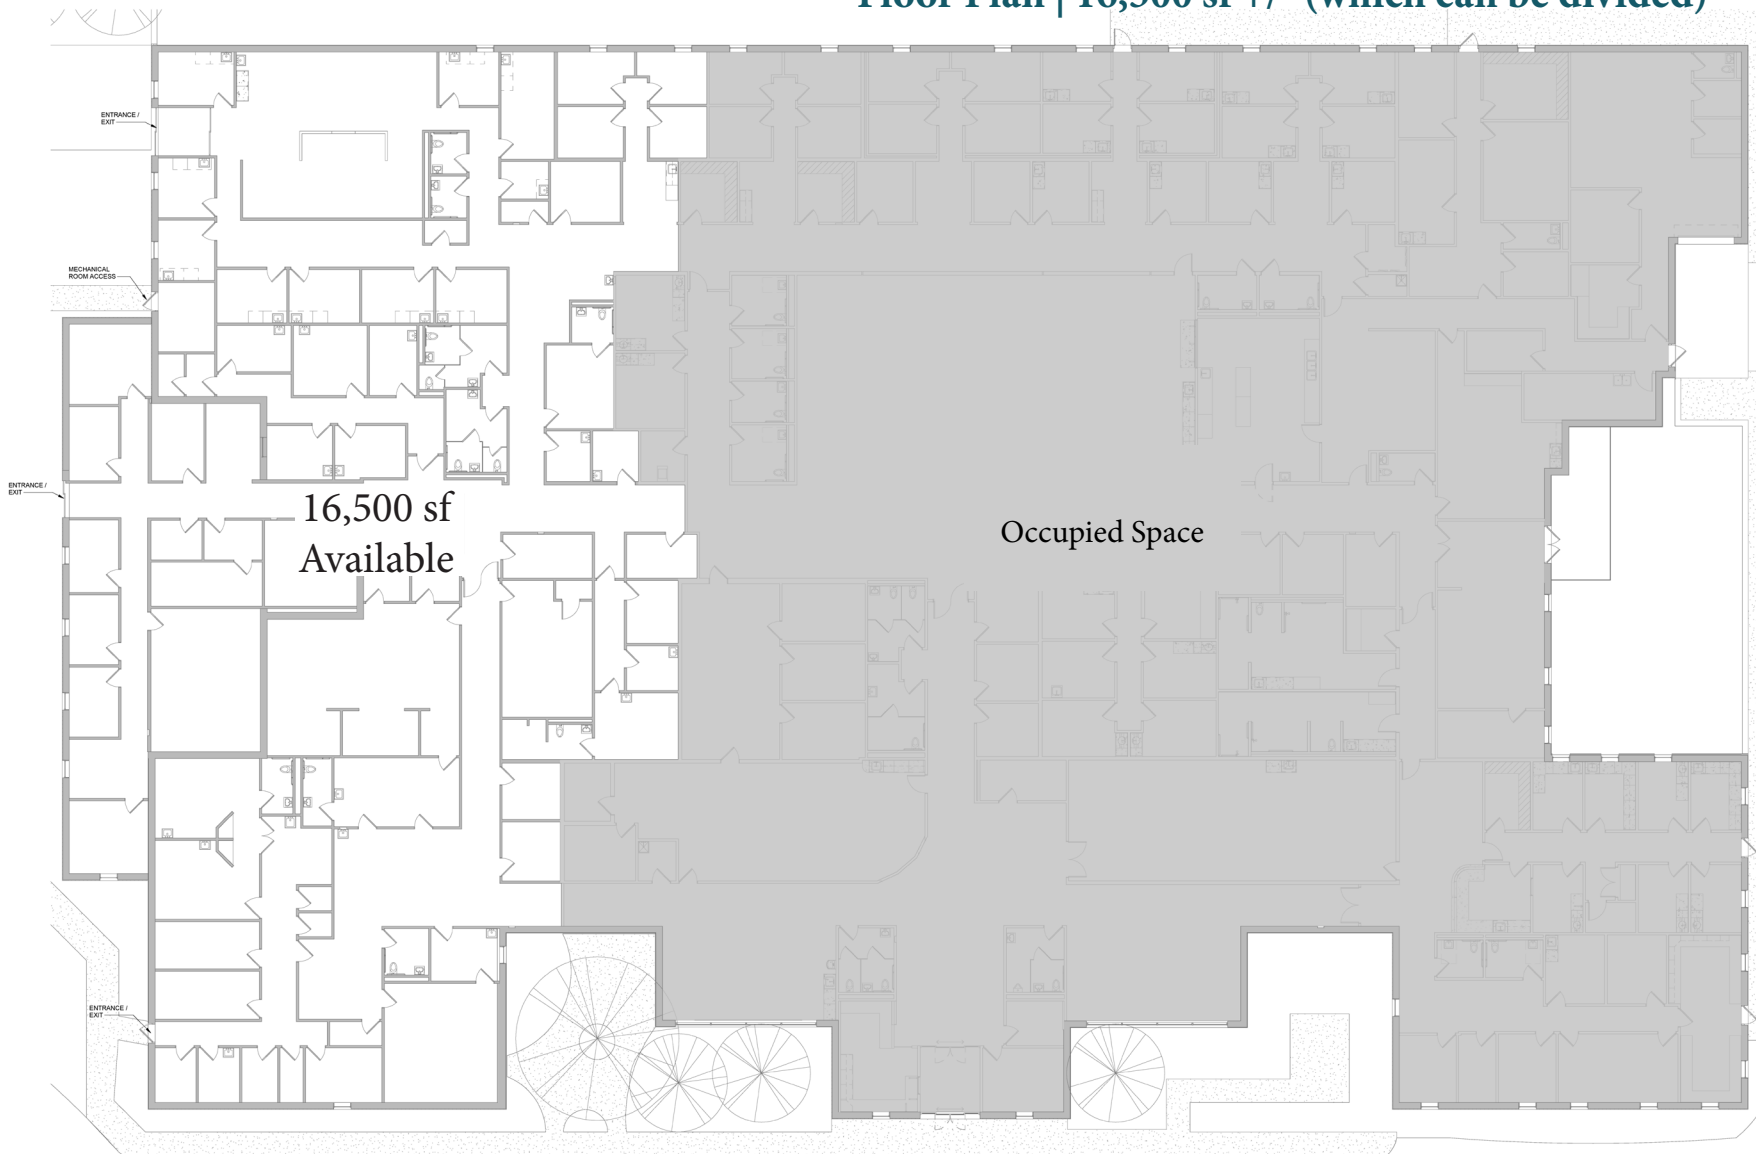 Floor Plan | 16,500 sf +/- (which can be divided)
ENTRANCE /
EXIT
MECHANICAL
ROOM ACCESS
ENTRANCE /
EXIT
16,500 sf
Available
Occupied Space
ENTRANCE /
EXIT